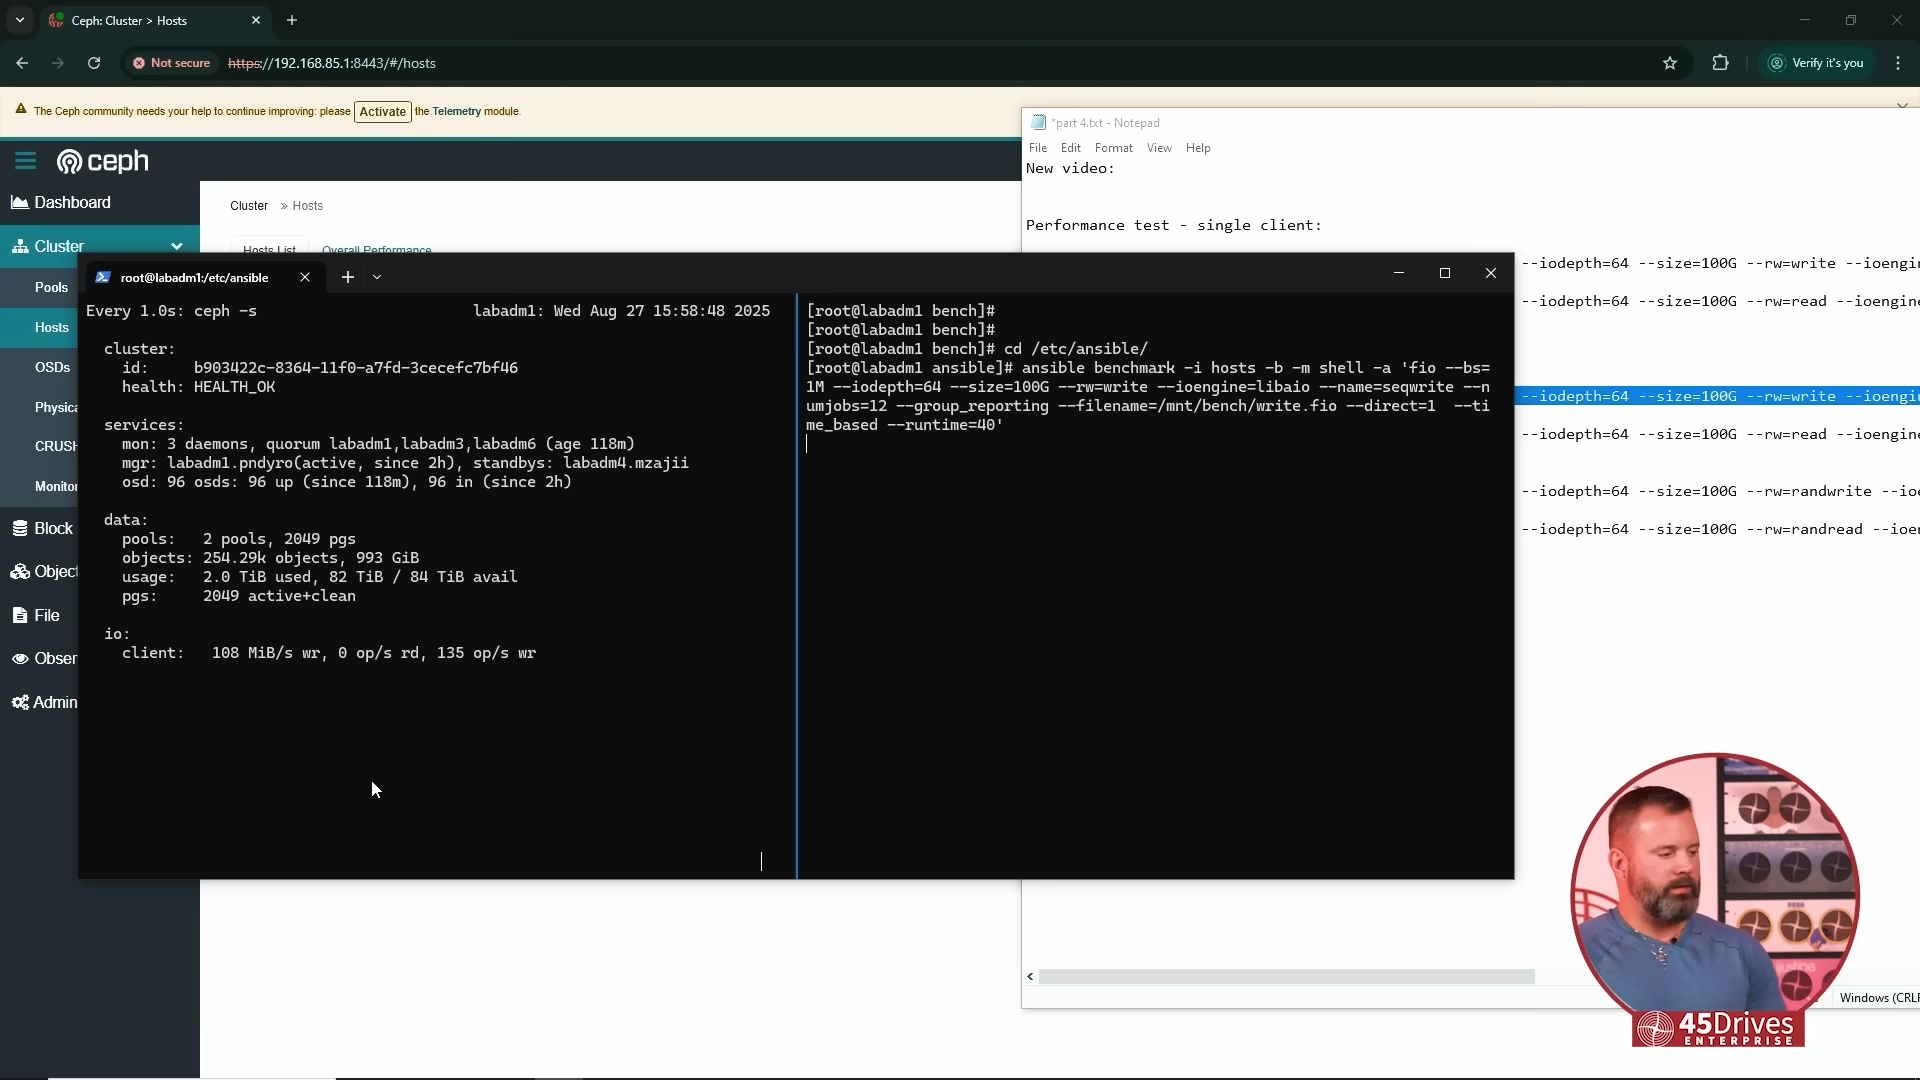 Ceph: Cluster > Hosts
Not secure
https://192.168.85.1:8443/#/hosts
Verify it's you
The Ceph community needs your help to continue improving: please Activate the Telemetry module.
ceph
Dashboard
Cluster
Pools
Hosts
OSDs
Physica
CRUSH
Monitor
Block
Object
File
Obser
Admin
Cluster » Hosts
Hosts List
Overall Performance
*part 4.txt - Notepad
File Edit Format View Help
New video:
Performance test - single client:
--iodepth=64 --size=100G --rw=write --ioengin
--iodepth=64 --size=100G --rw=read --ioengine
--iodepth=64 --size=100G --rw=write --ioengin
--iodepth=64 --size=100G --rw=read --ioengine
--iodepth=64 --size=100G --rw=randwrite --ioe
--iodepth=64 --size=100G --rw=randread --ioen
Windows (CRLF
root@labadm1:/etc/ansible
Every 1.0s: ceph -s labadm1: Wed Aug 27 15:58:48 2025
cluster:
id: b903422c-8364-11f0-a7fd-3cecefc7bf46
health: HEALTH_OK
services:
mon: 3 daemons, quorum labadm1,labadm3,labadm6 (age 118m)
mgr: labadm1.pndyro(active, since 2h), standbys: labadm4.mzajii
osd: 96 osds: 96 up (since 118m), 96 in (since 2h)
data:
pools: 2 pools, 2049 pgs
objects: 254.29k objects, 993 GiB
usage: 2.0 TiB used, 82 TiB / 84 TiB avail
pgs: 2049 active+clean
io:
client: 108 MiB/s wr, 0 op/s rd, 135 op/s wr
[root@labadm1 bench]#
[root@labadm1 bench]#
[root@labadm1 bench]# cd /etc/ansible/
[root@labadm1 ansible]# ansible benchmark -i hosts -b -m shell -a 'fio --bs=
1M --iodepth=64 --size=100G --rw=write --ioengine=libaio --name=seqwrite --n
umjobs=12 --group_reporting --filename=/mnt/bench/write.fio --direct=1 --ti
me_based --runtime=40'
45Drives
ENTERPRISE